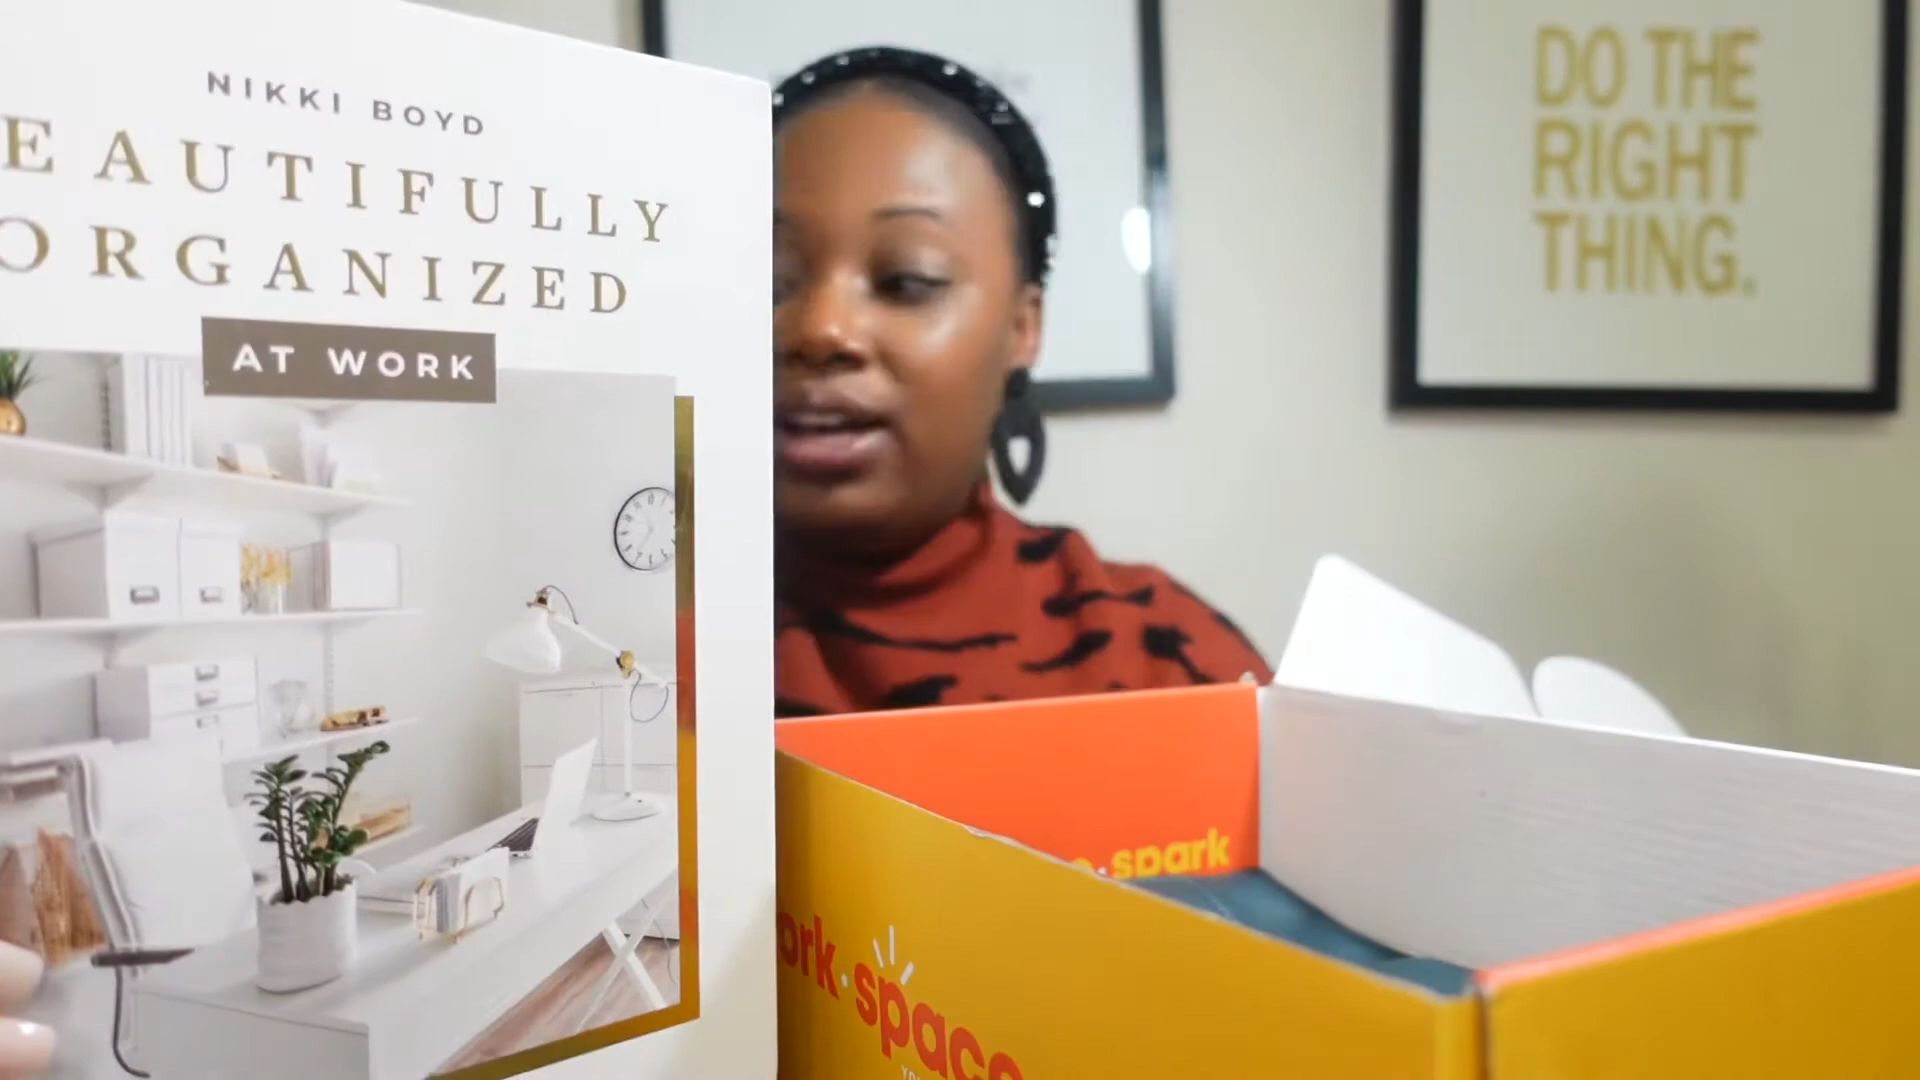 NIKKI BOYD
EAUTIFULLY
ORGANIZED
AT WORK
DO THE
RIGHT
THING.
spark
ork·space